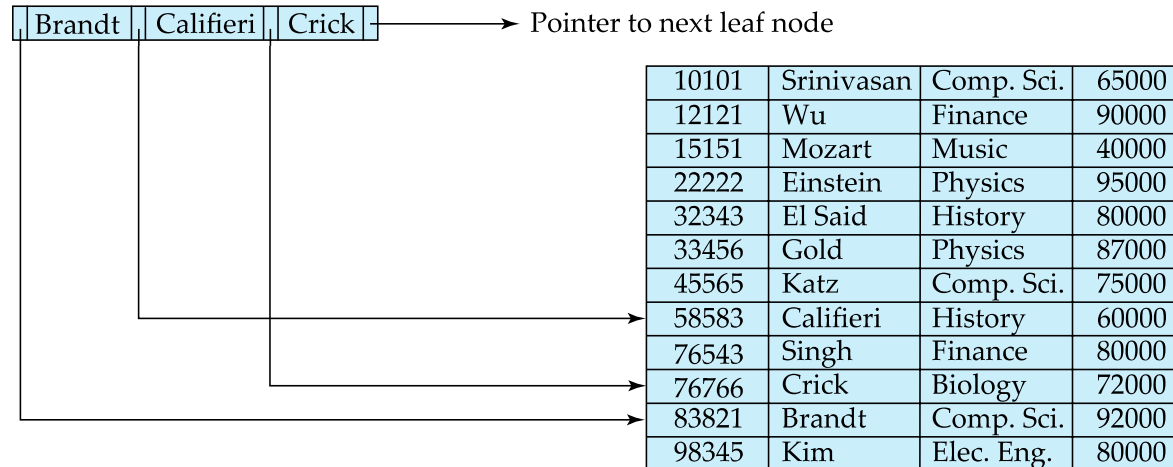 Brandt Califieri Crick Pointer to next leaf node
10101 Srinivasan Comp. Sci. 65000
12121 Wu Finance 90000
15151 Mozart Music 40000
22222 Einstein Physics 95000
32343 El Said History 80000
33456 Gold Physics 87000
45565 Katz Comp. Sci. 75000
58583 Califieri History 60000
76543 Singh Finance 80000
76766 Crick Biology 72000
83821 Brandt Comp. Sci. 92000
98345 Kim Elec. Eng. 80000